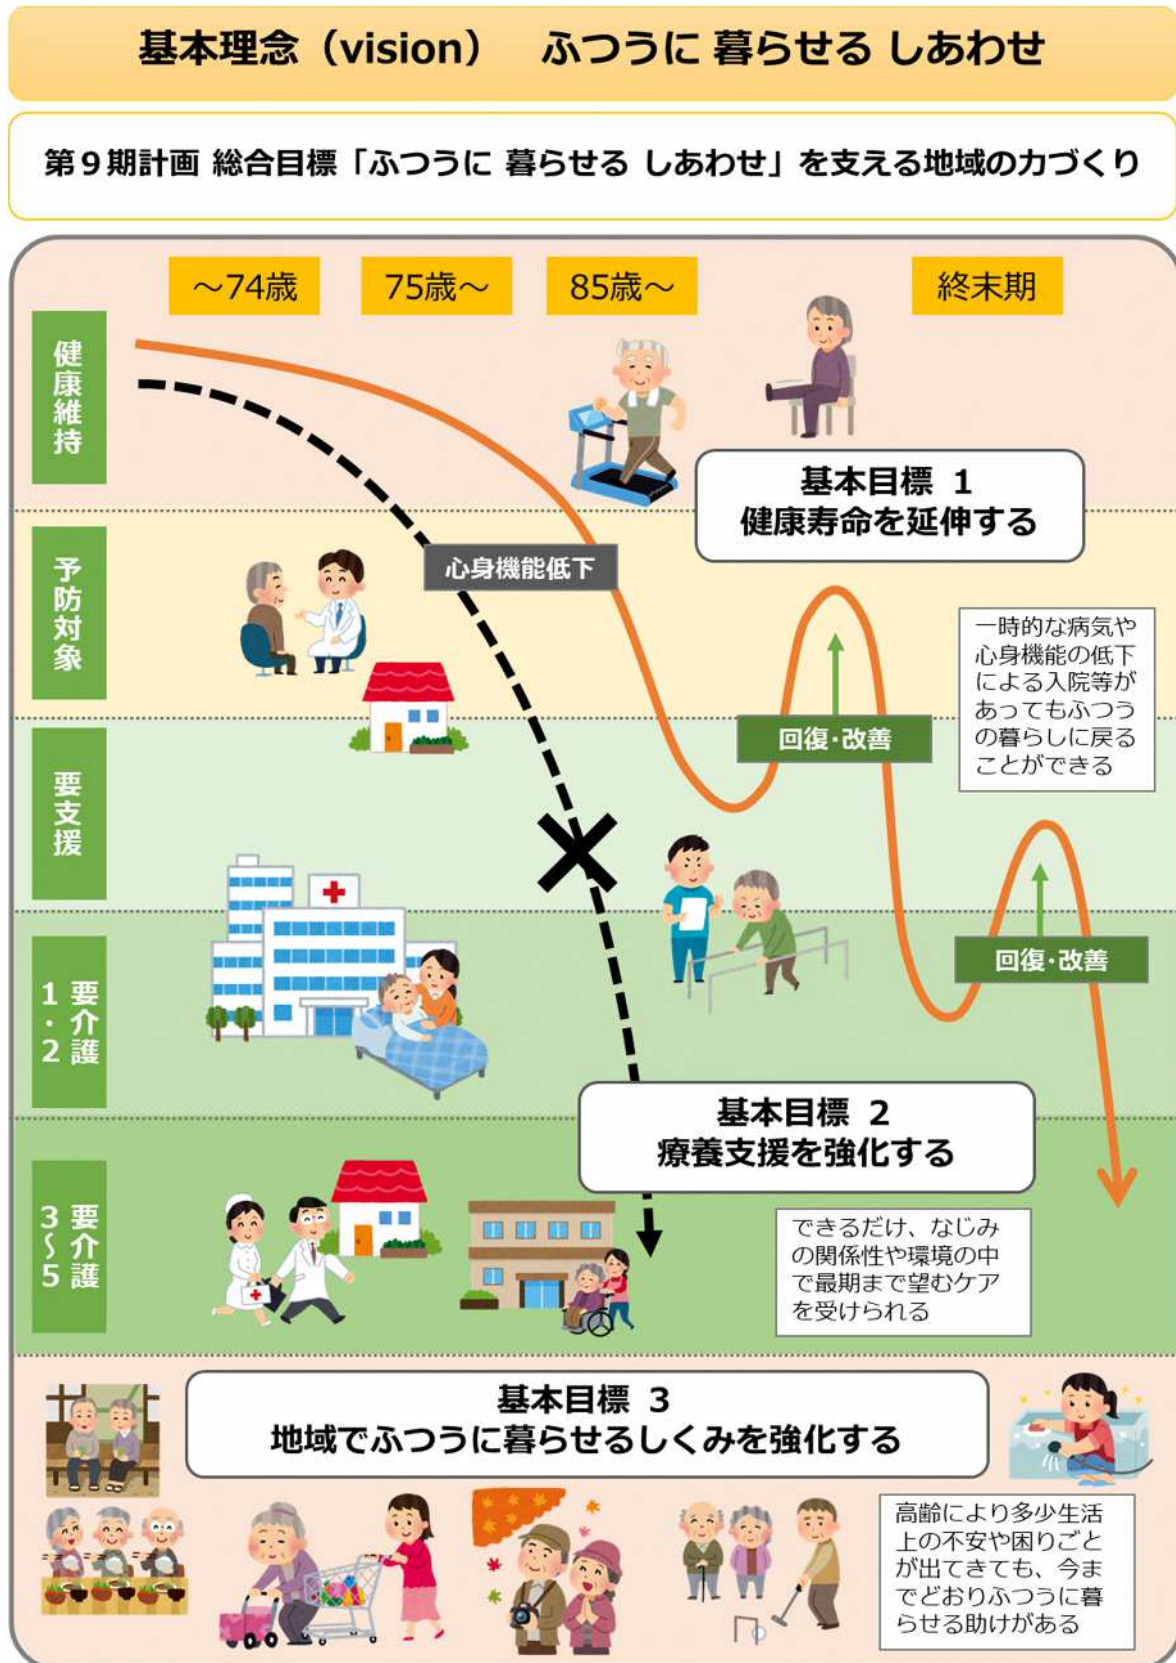 基本理念（vision） ふつうに 暮らせる しあわせ
第９期計画 総合目標「ふつうに 暮らせる しあわせ」を支える地域の力づくり
～74歳
75歳～
85歳～
終末期
健康維持
基本目標 1
健康寿命を延伸する
予防対象
心身機能低下
一時的な病気や
心身機能の低下
による入院等が
あってもふつう
の暮らしに戻る
ことができる
回復･改善
要支援
回復･改善
要介護
1・2
基本目標 2
療養支援を強化する
要介護
3～5
できるだけ、なじみ
の関係性や環境の中
で最期まで望むケア
を受けられる
基本目標 3
地域でふつうに暮らせるしくみを強化する
高齢により多少生活
上の不安や困りごと
が出てきても、今ま
でどおりふつうに暮
らせる助けがある